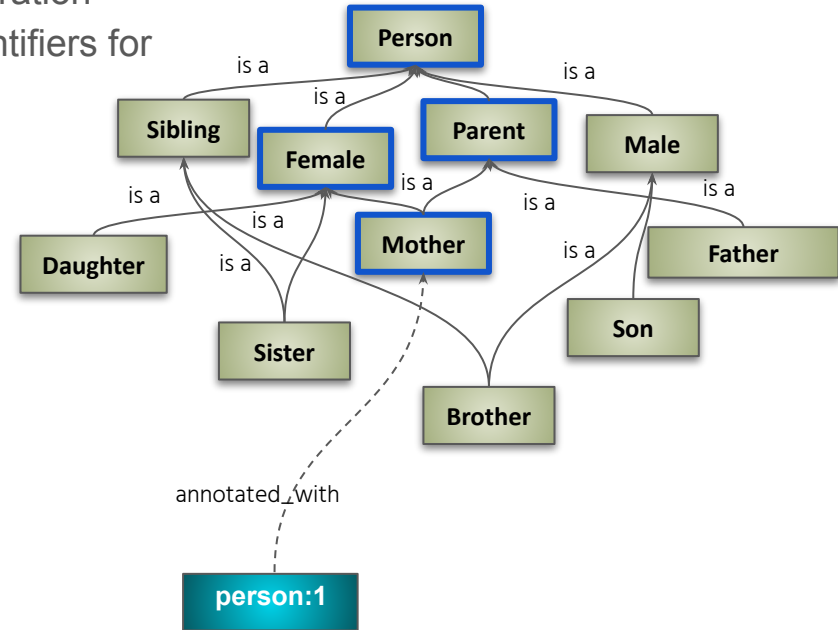 ntifiers for
Person
is a
is a
is a
Sibling
Parent
Male
Female
is a
is a
is a
is a
is a
Mother
Daughter
is a
is a
Father
Son
Sister
Brother
annotated_with
person:1